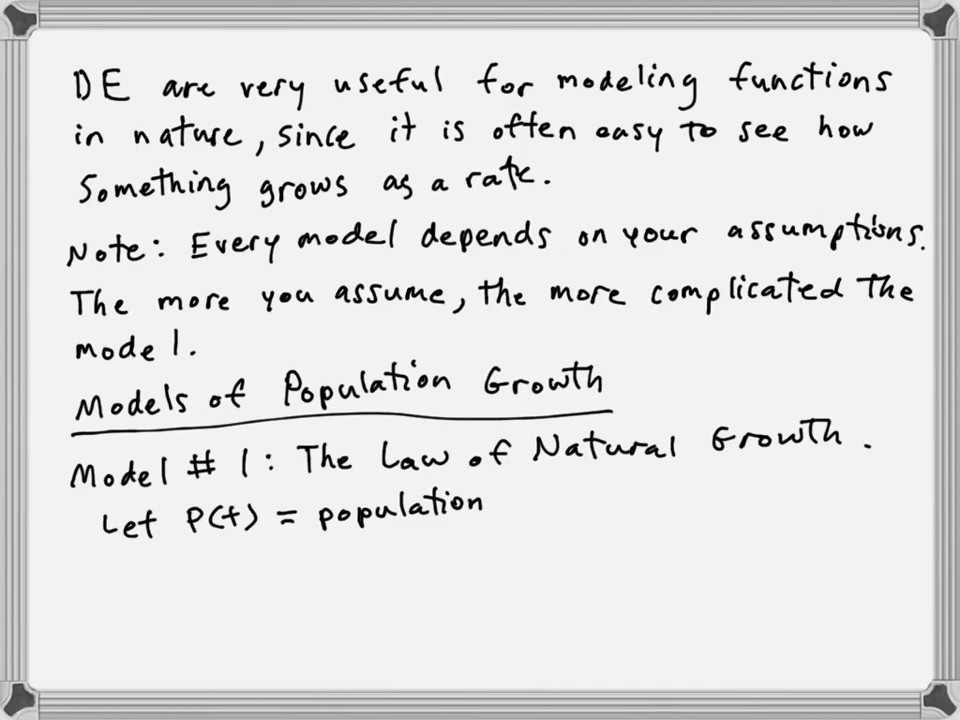 DE are very useful for modeling functions
in nature, since it is often easy to see how
something grows as a rate.
Note: Every model depends on your assumptions.
The more you assume, the more complicated the
model.
Models of Population Growth
Model # 1: The Law of Natural Growth.
Let P(t) = population